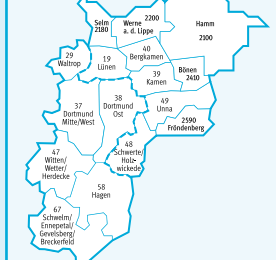 Selm
2180
Werne
a. d. Lippe
2200
Hamm
2100
29
Waltrop
19
Lünen
40
Bergkamen
39
Kamen
Bönen
2410
37
Dortmund
Mitte/West
38
Dortmund
Ost
49
Unna
2590
Fröndenberg
48
Schwerte/
Holz-
wickede
47
Witten/
Wetter/
Herdecke
58
Hagen
67
Schwelm/
Ennepetal/
Gevelsberg/
Breckerfeld